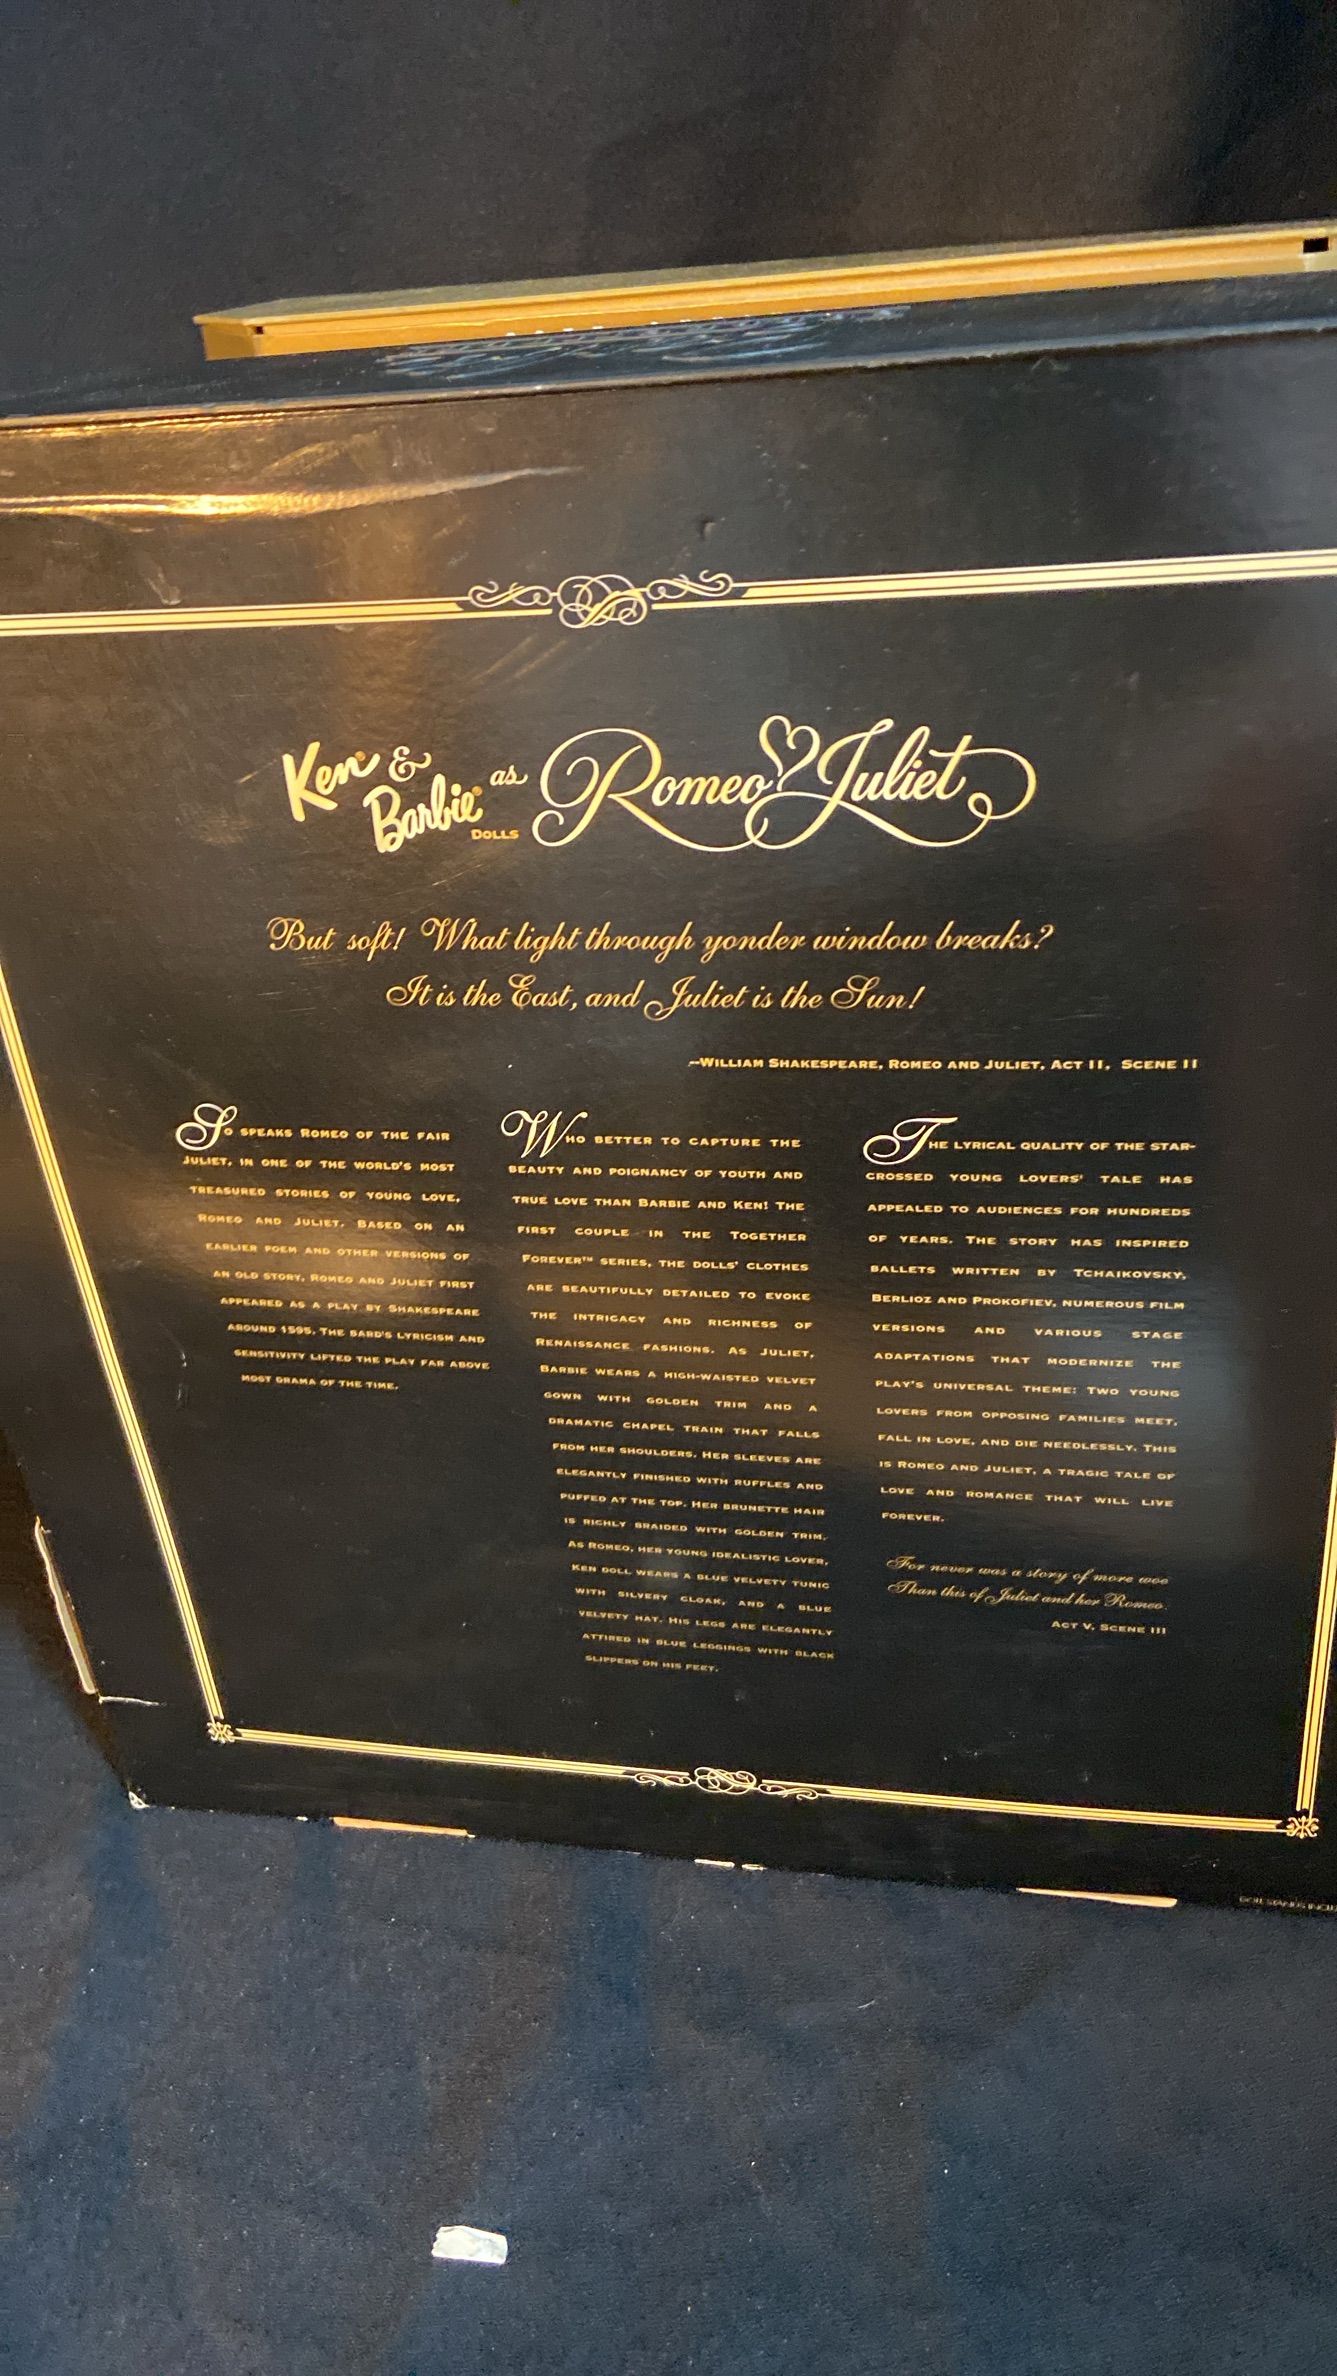 Ken & Barbie as Romeo Juliet
DOLLS
But soft! What light through yonder window breaks?
It is the East, and Juliet is the Sun!
–WILLIAM SHAKESPEARE, ROMEO AND JULIET, ACT II, SCENE II
SO SPEAKS ROMEO OF THE FAIR
JULIET, IN ONE OF THE WORLD'S MOST
TREASURED STORIES OF YOUNG LOVE,
ROMEO AND JULIET. BASED ON AN
EARLIER POEM AND OTHER VERSIONS OF
AN OLD STORY, ROMEO AND JULIET FIRST
APPEARED AS A PLAY BY SHAKESPEARE
AROUND 1595. THE BARD'S LYRICISM AND
SENSITIVITY LIFTED THE PLAY FAR ABOVE
MOST DRAMA OF THE TIME.
WHO BETTER TO CAPTURE THE
BEAUTY AND POIGNANCY OF YOUTH AND
TRUE LOVE THAN BARBIE AND KEN! THE
FIRST COUPLE IN THE TOGETHER
FOREVER™ SERIES, THE DOLLS' CLOTHES
ARE BEAUTIFULLY DETAILED TO EVOKE
THE INTRICACY AND RICHNESS OF
RENAISSANCE FASHIONS. AS JULIET,
BARBIE WEARS A HIGH-WAISTED VELVET
GOWN WITH GOLDEN TRIM AND A
DRAMATIC CHAPEL TRAIN THAT FALLS
FROM HER SHOULDERS. HER SLEEVES ARE
ELEGANTLY FINISHED WITH RUFFLES AND
PUFFED AT THE TOP. HER BRUNETTE HAIR
IS RICHLY BRAIDED WITH GOLDEN TRIM.
AS ROMEO, HER YOUNG IDEALISTIC LOVER,
KEN DOLL WEARS A BLUE VELVETY TUNIC
WITH SILVERY CLOAK, AND A BLUE
VELVETY HAT. HIS LEGS ARE ELEGANTLY
ATTIRED IN BLUE LEGGINGS WITH BLACK
SLIPPERS ON HIS FEET.
THE LYRICAL QUALITY OF THE STAR-
CROSSED YOUNG LOVERS' TALE HAS
APPEALED TO AUDIENCES FOR HUNDREDS
OF YEARS. THE STORY HAS INSPIRED
BALLETS WRITTEN BY TCHAIKOVSKY,
BERLIOZ AND PROKOFIEV, NUMEROUS FILM
VERSIONS AND VARIOUS STAGE
ADAPTATIONS THAT MODERNIZE THE
PLAY'S UNIVERSAL THEME: TWO YOUNG
LOVERS FROM OPPOSING FAMILIES MEET,
FALL IN LOVE, AND DIE NEEDLESSLY. THIS
IS ROMEO AND JULIET, A TRAGIC TALE OF
LOVE AND ROMANCE THAT WILL LIVE
FOREVER.
For never was a story of more woe
Than this of Juliet and her Romeo.
ACT V, SCENE III